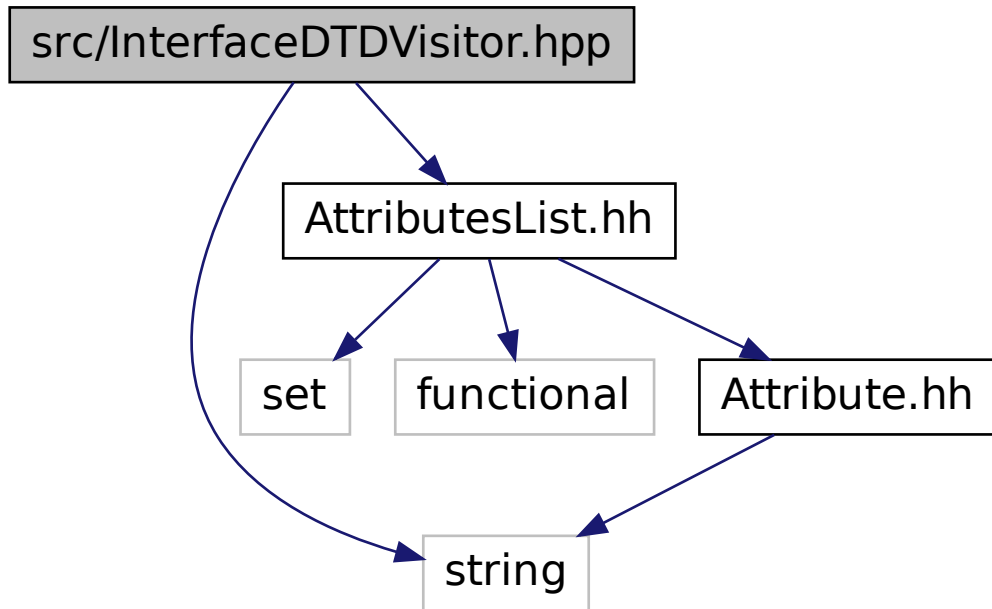 src/InterfaceDTDVisitor.hpp
AttributesList.hh
set
functional
Attribute.hh
string